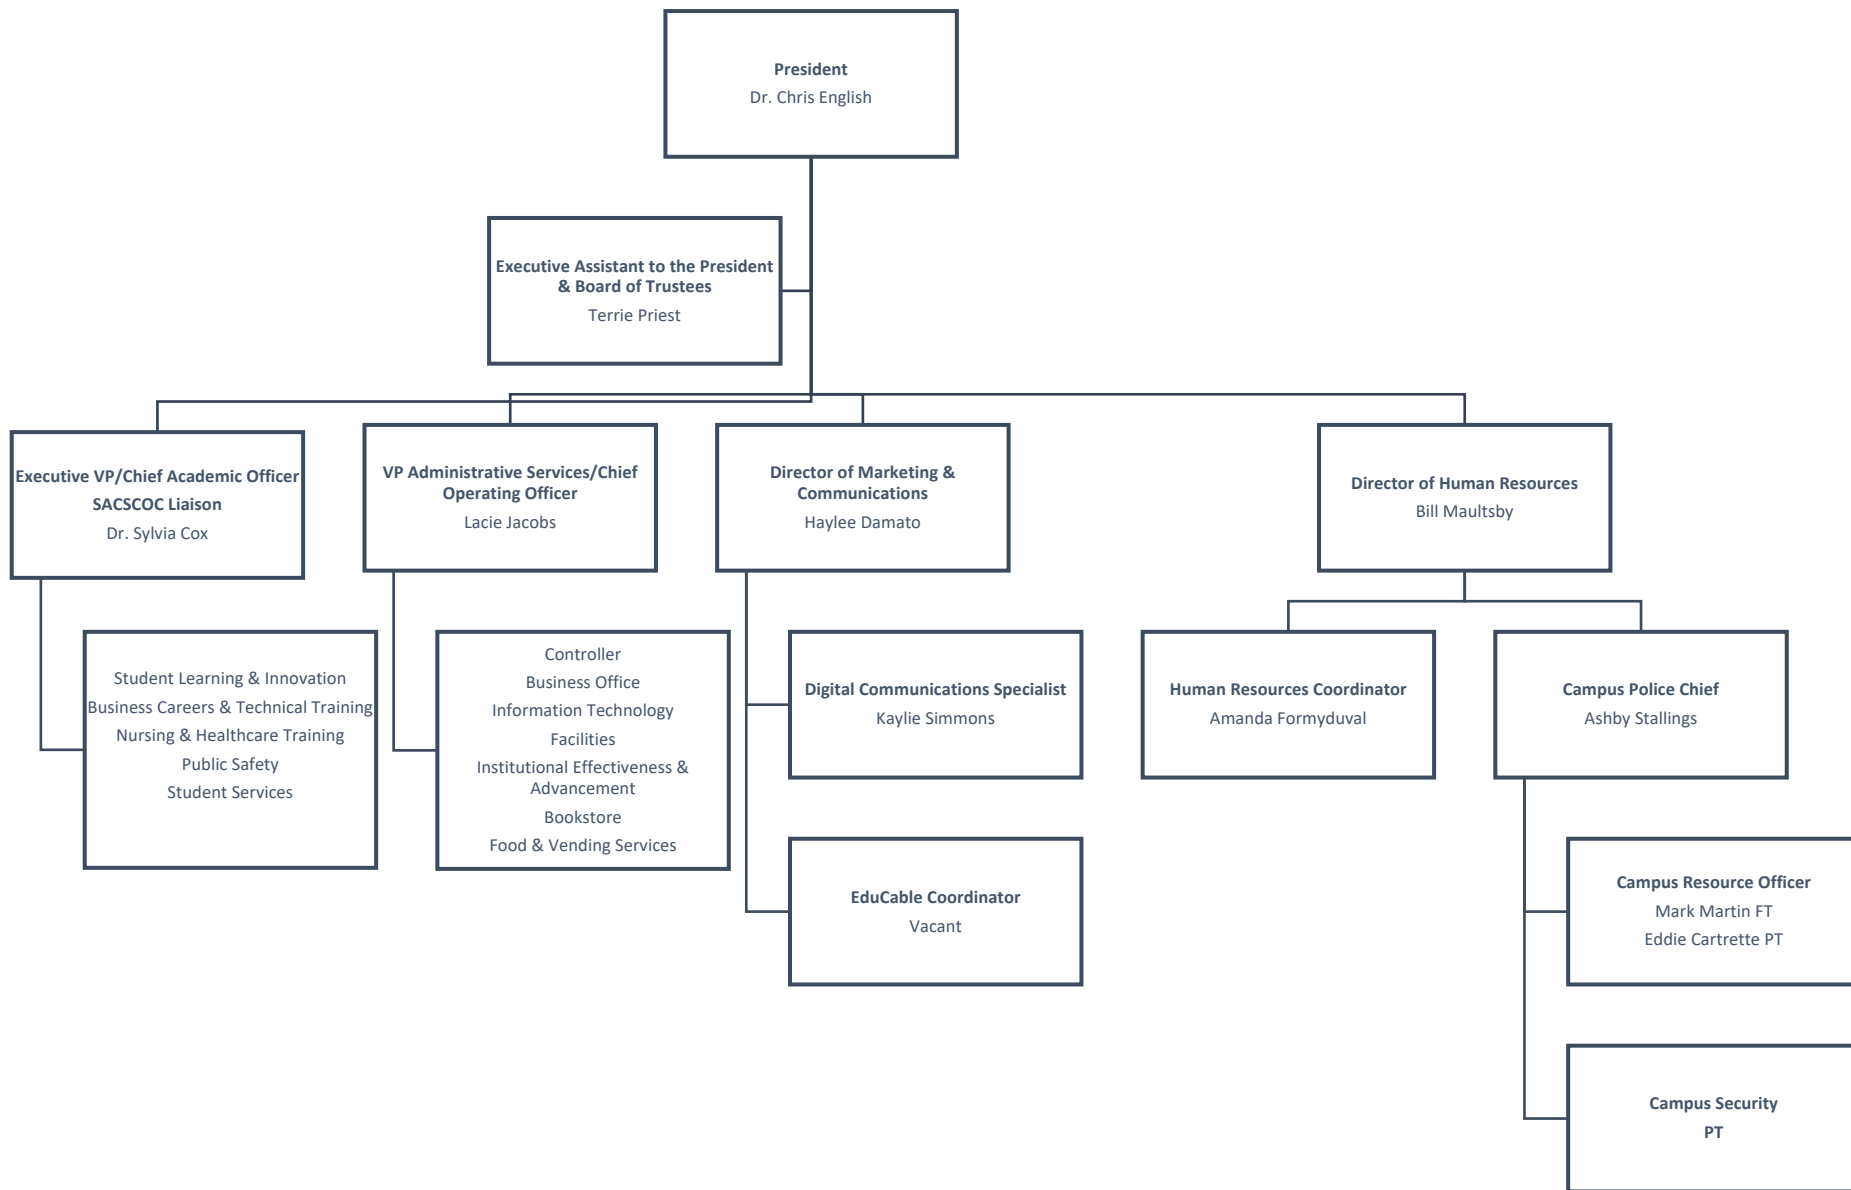 President
Dr. Chris English
Executive Assistant to the President
& Board of Trustees
Terrie Priest
Executive VP/Chief Academic Officer
SACSCOC Liaison
Dr. Sylvia Cox
VP Administrative Services/Chief
Operating Officer
Lacie Jacobs
Director of Marketing &
Communications
Haylee Damato
Director of Human Resources
Bill Maultsby
Student Learning & Innovation
Business Careers & Technical Training
Nursing & Healthcare Training
Public Safety
Student Services
Controller
Business Office
Information Technology
Facilities
Institutional Effectiveness &
Advancement
Bookstore
Food & Vending Services
Digital Communications Specialist
Kaylie Simmons
Human Resources Coordinator
Amanda Formyduval
Campus Police Chief
Ashby Stallings
EduCable Coordinator
Vacant
Campus Resource Officer
Mark Martin FT
Eddie Cartrette PT
Campus Security
PT